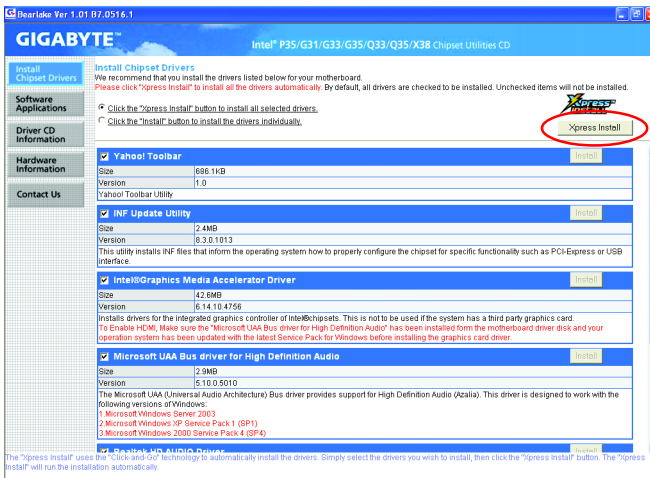 Bearlake Ver 1.01 B7.0516.1
GIGABYTE™
Intel® P35/G31/G33/G35/Q33/Q35/X38 Chipset Utilities CD
Install
Chipset Drivers
Software
Applications
Driver CD
Information
Hardware
Information
Contact Us
Install Chipset Drivers
We recommend that you install the drivers listed below for your motherboard.
Please click "Xpress Install" to install all the drivers automatically. By default, all drivers are checked to be installed. Unchecked items will not be installed.
Click the "Xpress Install" button to install all selected drivers.
Click the "Install" button to install the drivers individually.
Xpress
Install
Xpress Install
Yahoo! Toolbar
Install
Size 686.1KB
Version 1.0
Yahoo! Toolbar Utility
INF Update Utility
Install
Size 2.4MB
Version 8.3.0.1013
This utility installs INF files that inform the operating system how to properly configure the chipset for specific functionality such as PCI-Express or USB
interface.
Intel®Graphics Media Accelerator Driver
Install
Size 42.6MB
Version 6.14.10.4756
Installs drivers for the integrated graphics controller of Intel®chipsets. This is not to be used if the system has a third party graphics card.
To Enable HDMI, Make sure the "Microsoft UAA Bus driver for High Definition Audio" has been installed form the motherboard driver disk and your
operation system has been updated with the latest Service Pack for Windows before installing the graphics card driver.
Microsoft UAA Bus driver for High Definition Audio
Install
Size 2.9MB
Version 5.10.0.5010
The Microsoft UAA (Universal Audio Architecture) Bus driver provides support for High Definition Audio (Azalia). This driver is designed to work with the
following versions of Windows:
1.Microsoft Windows Server 2003
2.Microsoft Windows XP Service Pack 1 (SP1)
3.Microsoft Windows 2000 Service Pack 4 (SP4)
Realtek HD AUDIO Driver
Install
The "Xpress Install" uses the "Click-and-Go" technology to automatically install the drivers. Simply select the drivers you wish to install, then click the "Xpress Install" button. The "Xpress
Install" will run the installation automatically.